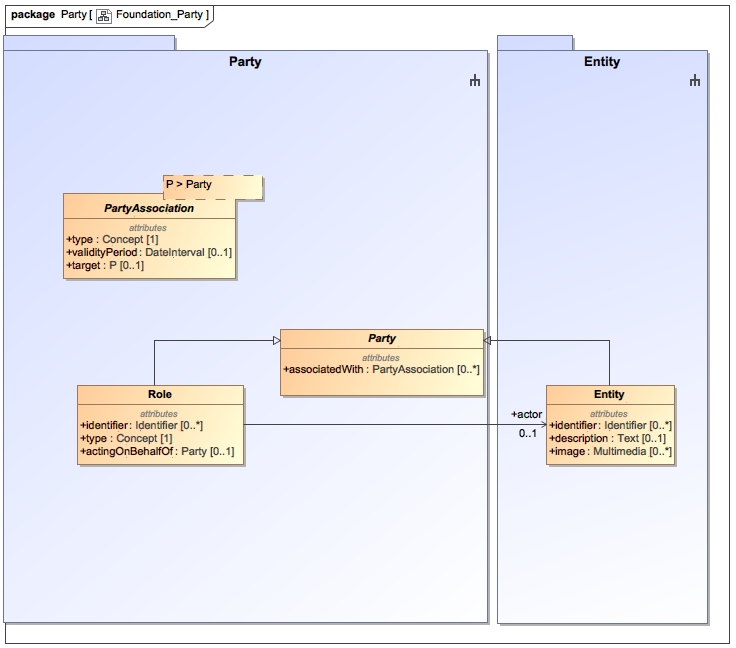 package Party [ Foundation_Party ]
Party
Entity
P > Party
PartyAssociation
attributes
+type : Concept [1]
+validityPeriod : DateInterval [0..1]
+target : P [0..1]
Party
attributes
+associatedWith : PartyAssociation [0..*]
Role
attributes
+identifier : Identifier [0..*]
+type : Concept [1]
+actingOnBehalfOf : Party [0..1]
+actor
0..1
Entity
attributes
+identifier : Identifier [0..*]
+description : Text [0..1]
+image : Multimedia [0..*]